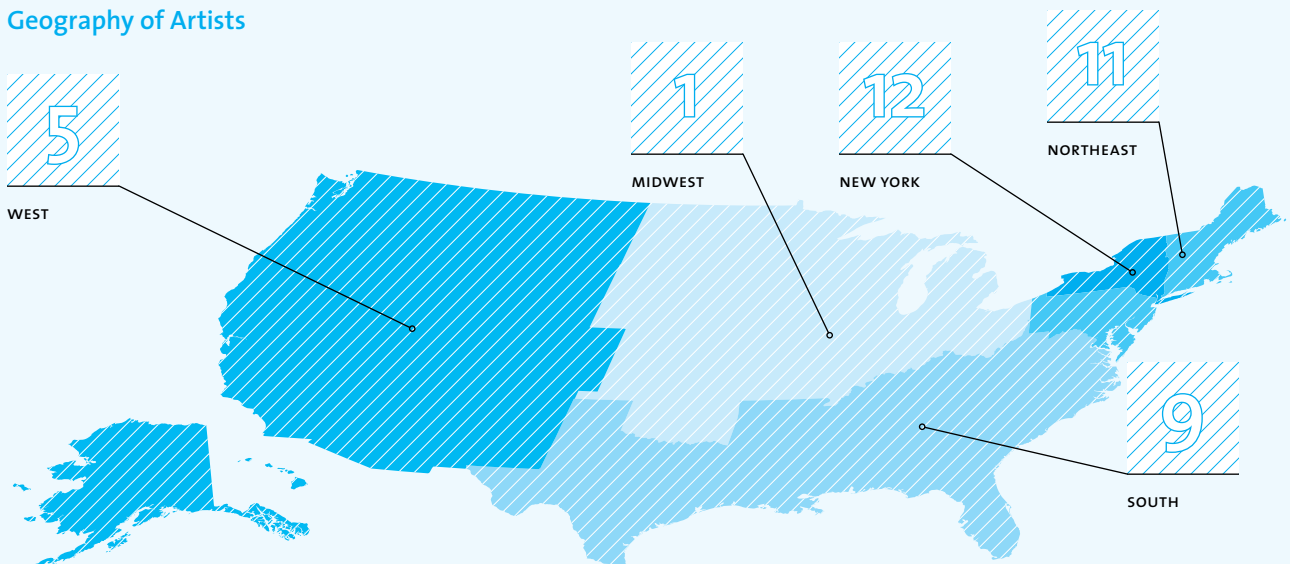 Geography of Artists
5
WEST
1
MIDWEST
12
NEW YORK
11
NORTHEAST
9
SOUTH